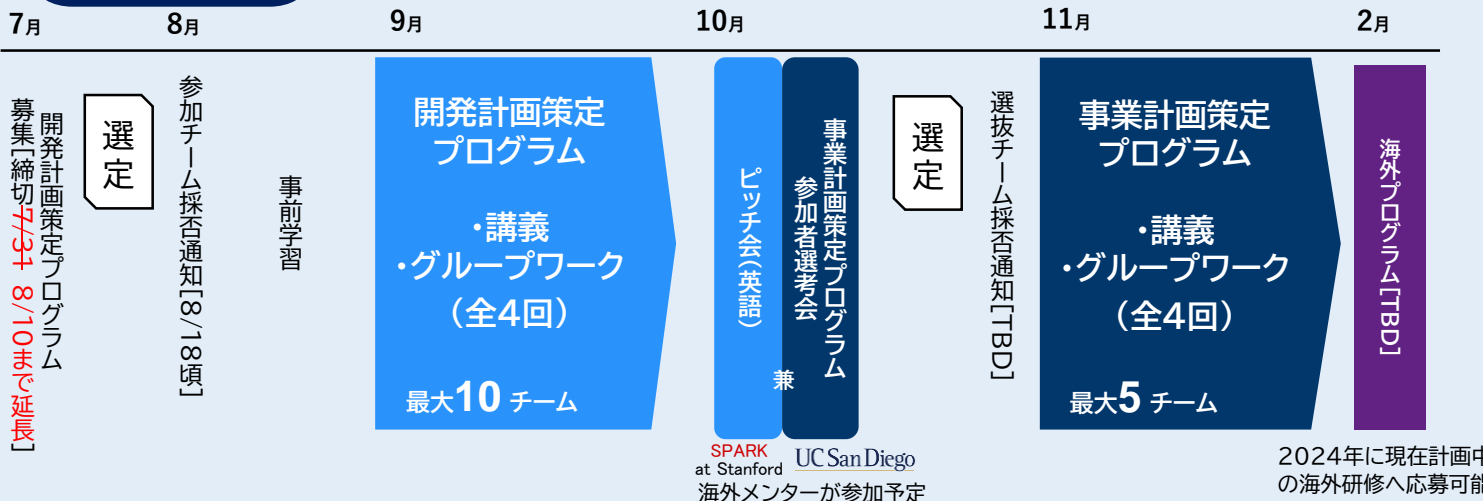 7月
8月
9月
10月
11月
2月
開発計画策定プログラム
募集[締切7/31 8/10まで延長]
選定
参加チーム採否通知[8/18頃]
事前学習
開発計画策定
プログラム
・講義
・グループワーク
(全4回)
最大10 チーム
ピッチ会(英語)
兼
事業計画策定プログラム
参加者選考会
SPARK
at Stanford
UC San Diego
海外メンターが参加予定
選定
選抜チーム採否通知[TBD]
事業計画策定
プログラム
・講義
・グループワーク
(全4回)
最大5 チーム
海外プログラム[TBD]
2024年に現在計画中
の海外研修へ応募可能